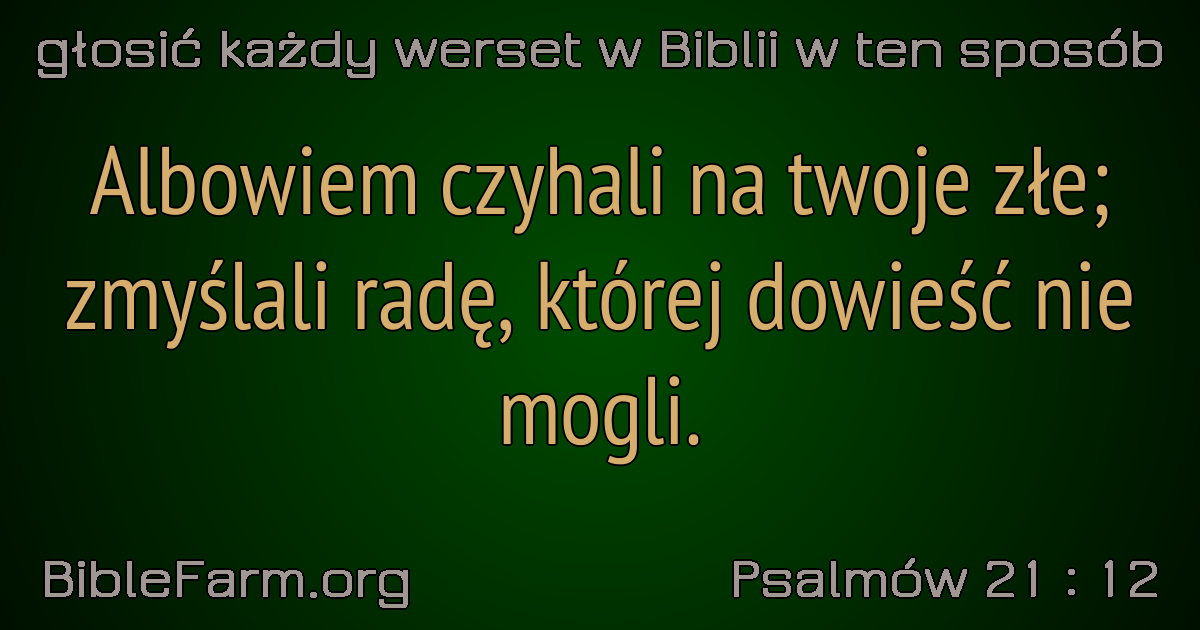 głosić każdy werset w Biblii w ten sposób
Albowiem czyhali na twoje złe;
zmyślali radę, której dowieść nie
mogli.
BibleFarm.org
Psalmów 21 : 12